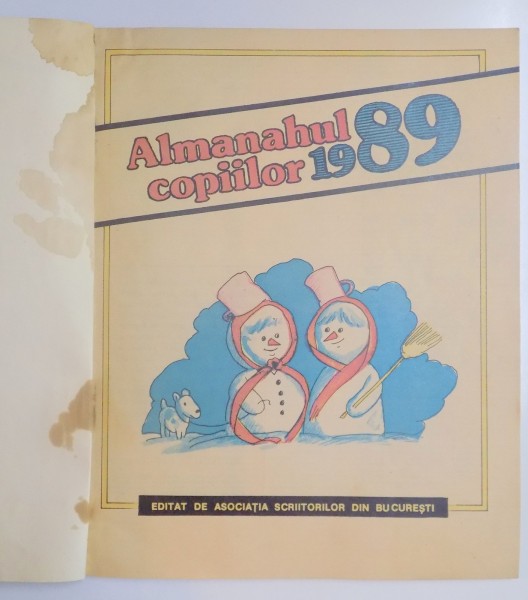 Almanahul
copiilor 1989
EDITAT DE ASOCIAȚIA SCRIITORILOR DIN BUCUREȘTI